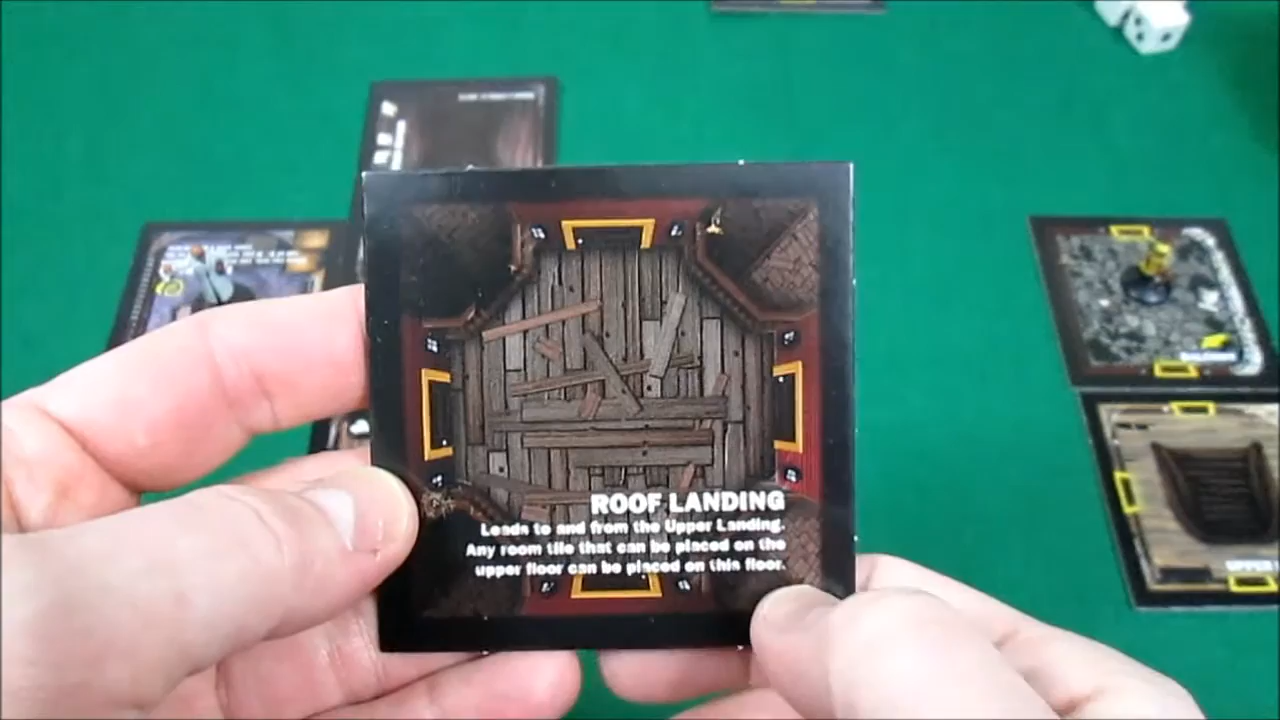 ROOF LANDING
Leads to and from the Upper Landing.
Any room tile that can be placed on the
upper floor can be placed on this floor.
UPPER